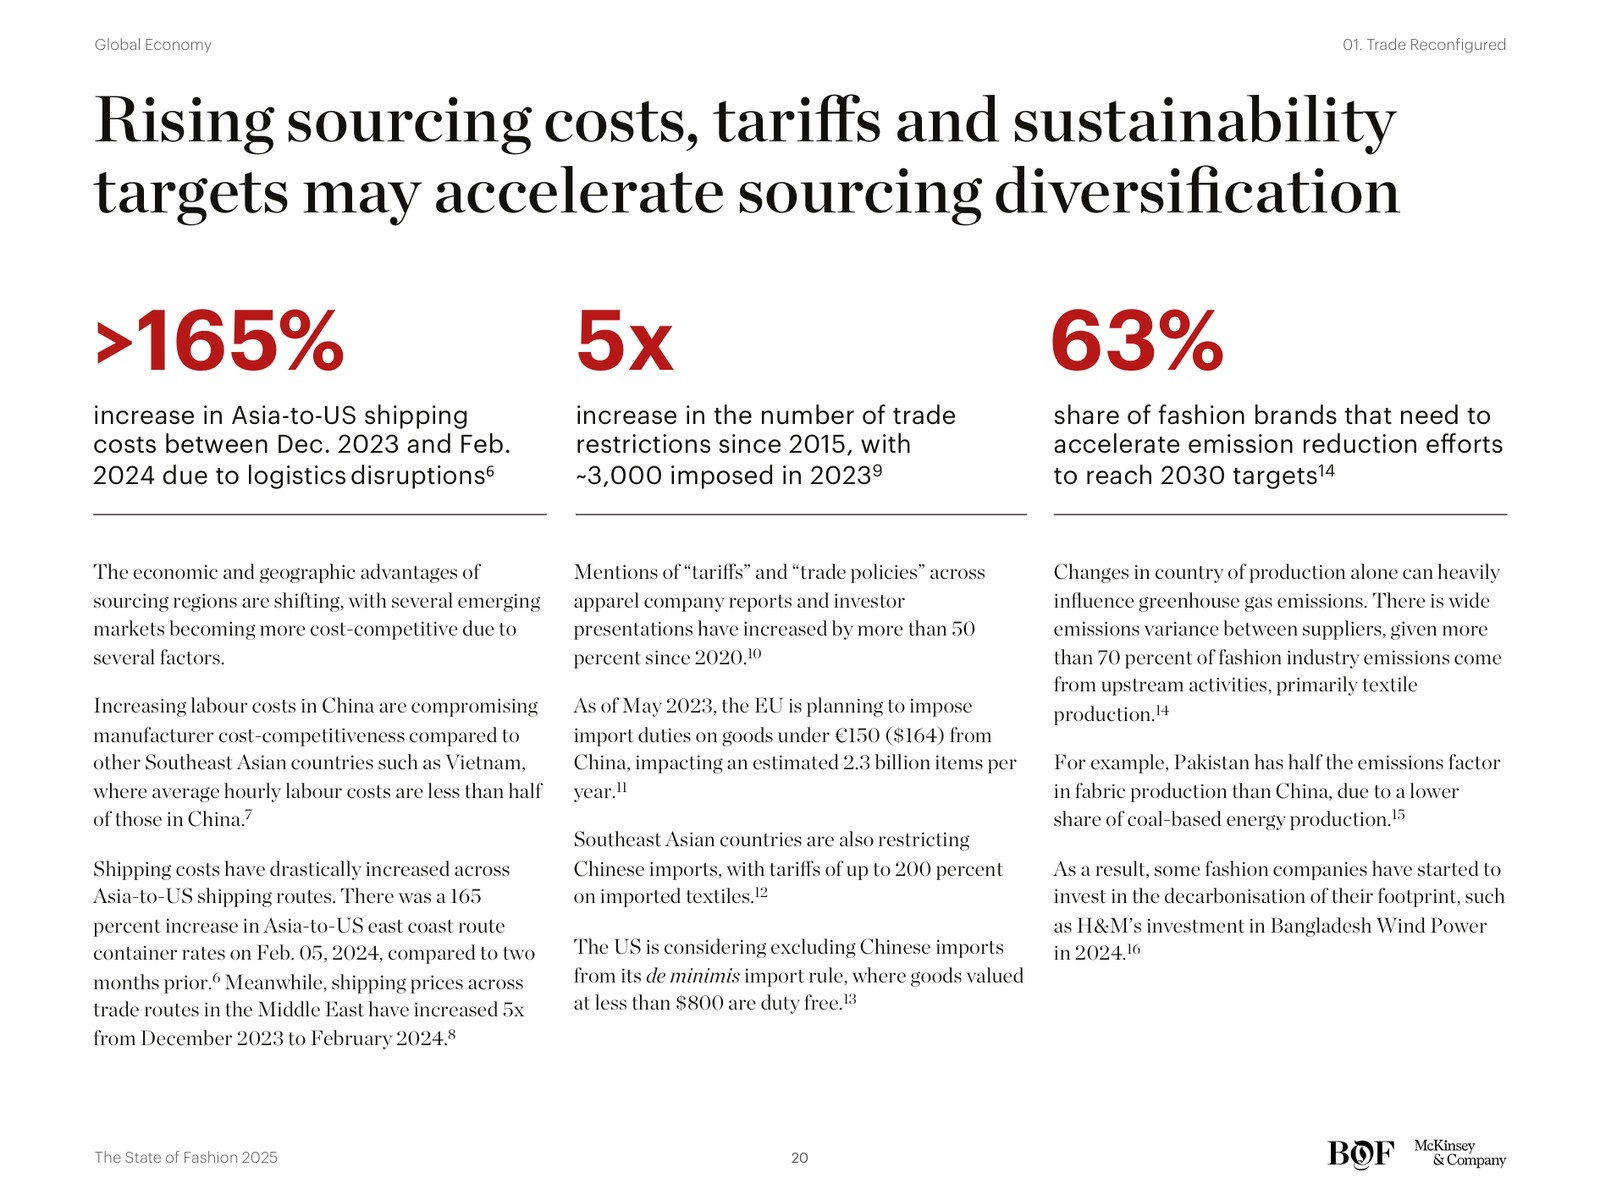 Global Economy
01. Trade Reconfigured
Rising sourcing costs, tariffs and sustainability
targets may accelerate sourcing diversification
>165%
increase in Asia-to-US shipping
costs between Dec. 2023 and Feb.
2024 due to logistics disruptions⁶
The economic and geographic advantages of
sourcing regions are shifting, with several emerging
markets becoming more cost-competitive due to
several factors.
Increasing labour costs in China are compromising
manufacturer cost-competitiveness compared to
other Southeast Asian countries such as Vietnam,
where average hourly labour costs are less than half
of those in China.⁷
Shipping costs have drastically increased across
Asia-to-US shipping routes. There was a 165
percent increase in Asia-to-US east coast route
container rates on Feb. 05, 2024, compared to two
months prior.⁶ Meanwhile, shipping prices across
trade routes in the Middle East have increased 5x
from December 2023 to February 2024.⁸
5x
increase in the number of trade
restrictions since 2015, with
~3,000 imposed in 2023⁹
Mentions of “tariffs” and “trade policies” across
apparel company reports and investor
presentations have increased by more than 50
percent since 2020.¹⁰
As of May 2023, the EU is planning to impose
import duties on goods under €150 ($164) from
China, impacting an estimated 2.3 billion items per
year.¹¹
Southeast Asian countries are also restricting
Chinese imports, with tariffs of up to 200 percent
on imported textiles.¹²
The US is considering excluding Chinese imports
from its de minimis import rule, where goods valued
at less than $800 are duty free.¹³
63%
share of fashion brands that need to
accelerate emission reduction efforts
to reach 2030 targets¹⁴
Changes in country of production alone can heavily
influence greenhouse gas emissions. There is wide
emissions variance between suppliers, given more
than 70 percent of fashion industry emissions come
from upstream activities, primarily textile
production.¹⁴
For example, Pakistan has half the emissions factor
in fabric production than China, due to a lower
share of coal-based energy production.¹⁵
As a result, some fashion companies have started to
invest in the decarbonisation of their footprint, such
as H&M’s investment in Bangladesh Wind Power
in 2024.¹⁶
The State of Fashion 2025
20
BOF
McKinsey
& Company